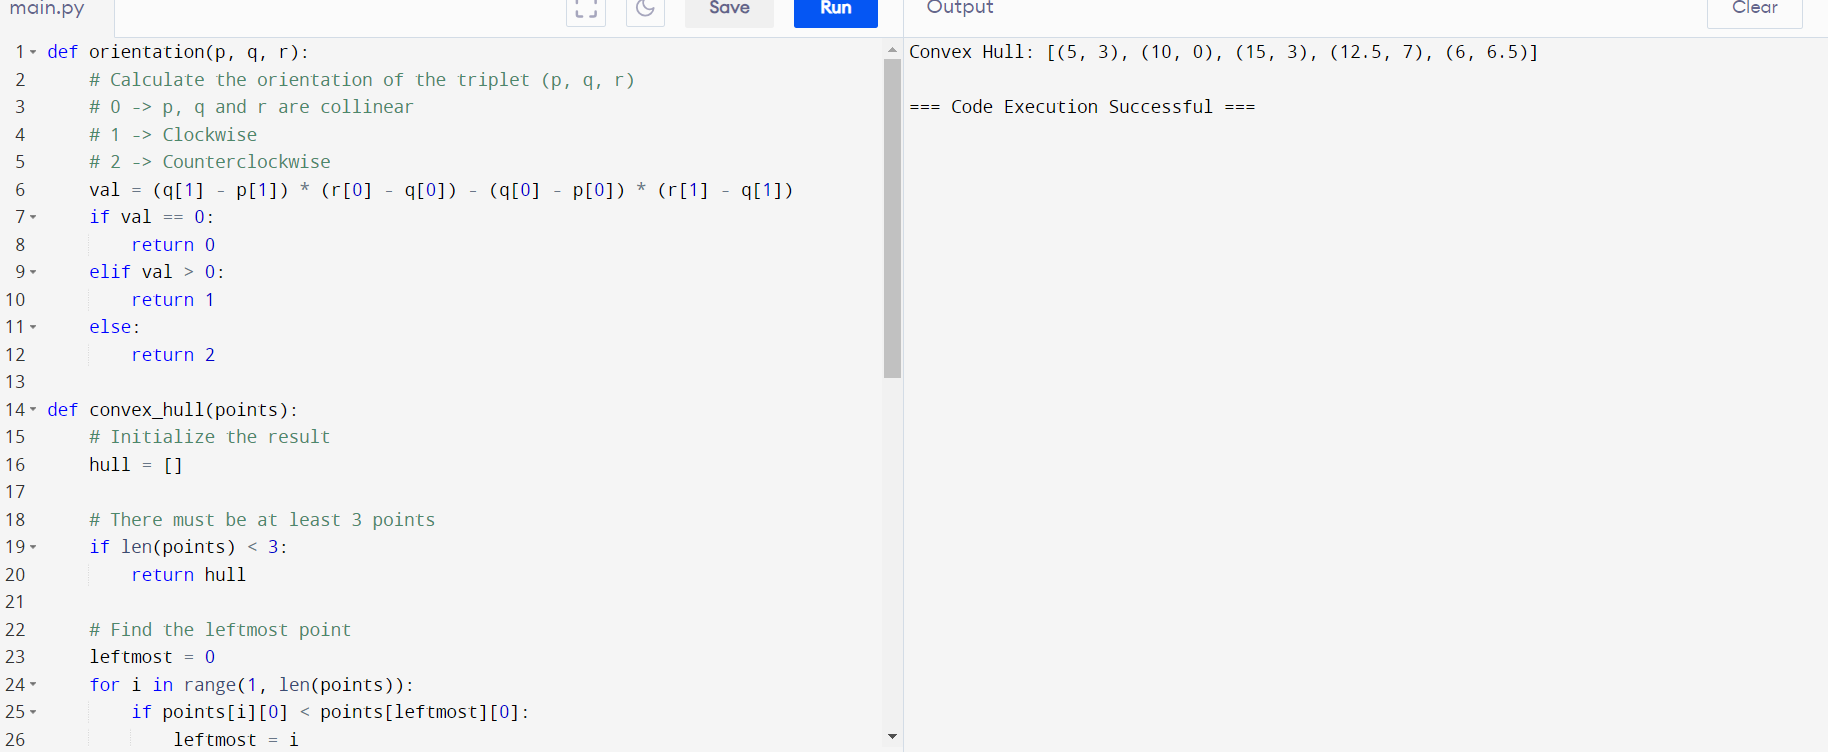 main.py
Save
Run
Output
Clear
1 def orientation(p, q, r):
2     # Calculate the orientation of the triplet (p, q, r)
3     # 0 -> p, q and r are collinear
4     # 1 -> Clockwise
5     # 2 -> Counterclockwise
6     val = (q[1] - p[1]) * (r[0] - q[0]) - (q[0] - p[0]) * (r[1] - q[1])
7     if val == 0:
8         return 0
9     elif val > 0:
10         return 1
11     else:
12         return 2
13
14 def convex_hull(points):
15     # Initialize the result
16     hull = []
17
18     # There must be at least 3 points
19     if len(points) < 3:
20         return hull
21
22     # Find the leftmost point
23     leftmost = 0
24     for i in range(1, len(points)):
25         if points[i][0] < points[leftmost][0]:
26             leftmost = i
Convex Hull: [(5, 3), (10, 0), (15, 3), (12.5, 7), (6, 6.5)]
=== Code Execution Successful ===